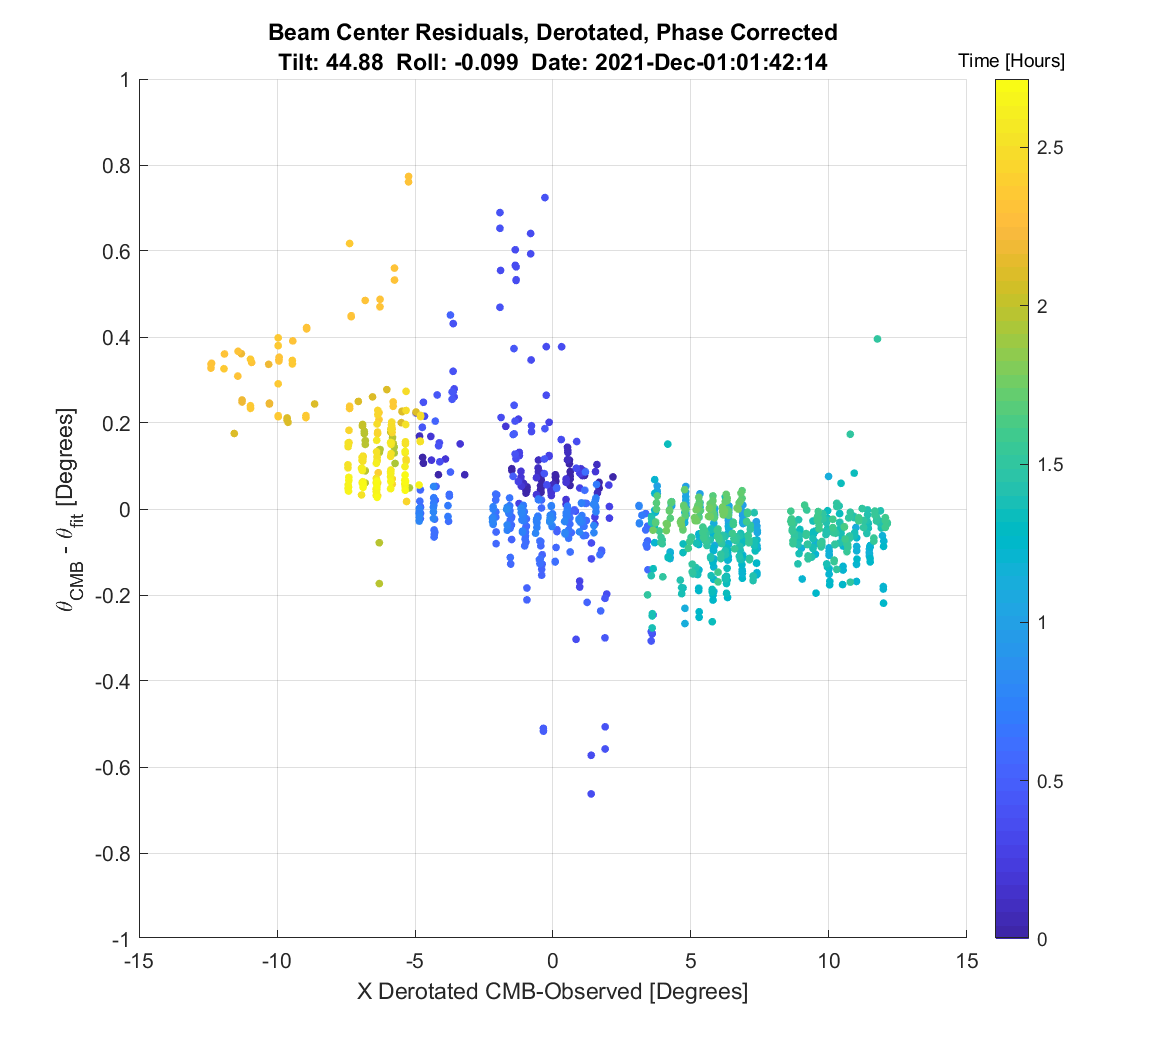 Beam Center Residuals, Derotated, Phase Corrected
Tilt: 44.88 Roll: -0.099 Date: 2021-Dec-01:01:42:14
Time [Hours]
1
0.8
0.6
0.4
0.2
0
-0.2
-0.4
-0.6
-0.8
-1
θCMB - θfit [Degrees]
-15 -10 -5 0 5 10 15
X Derotated CMB-Observed [Degrees]
2.5
2
1.5
1
0.5
0